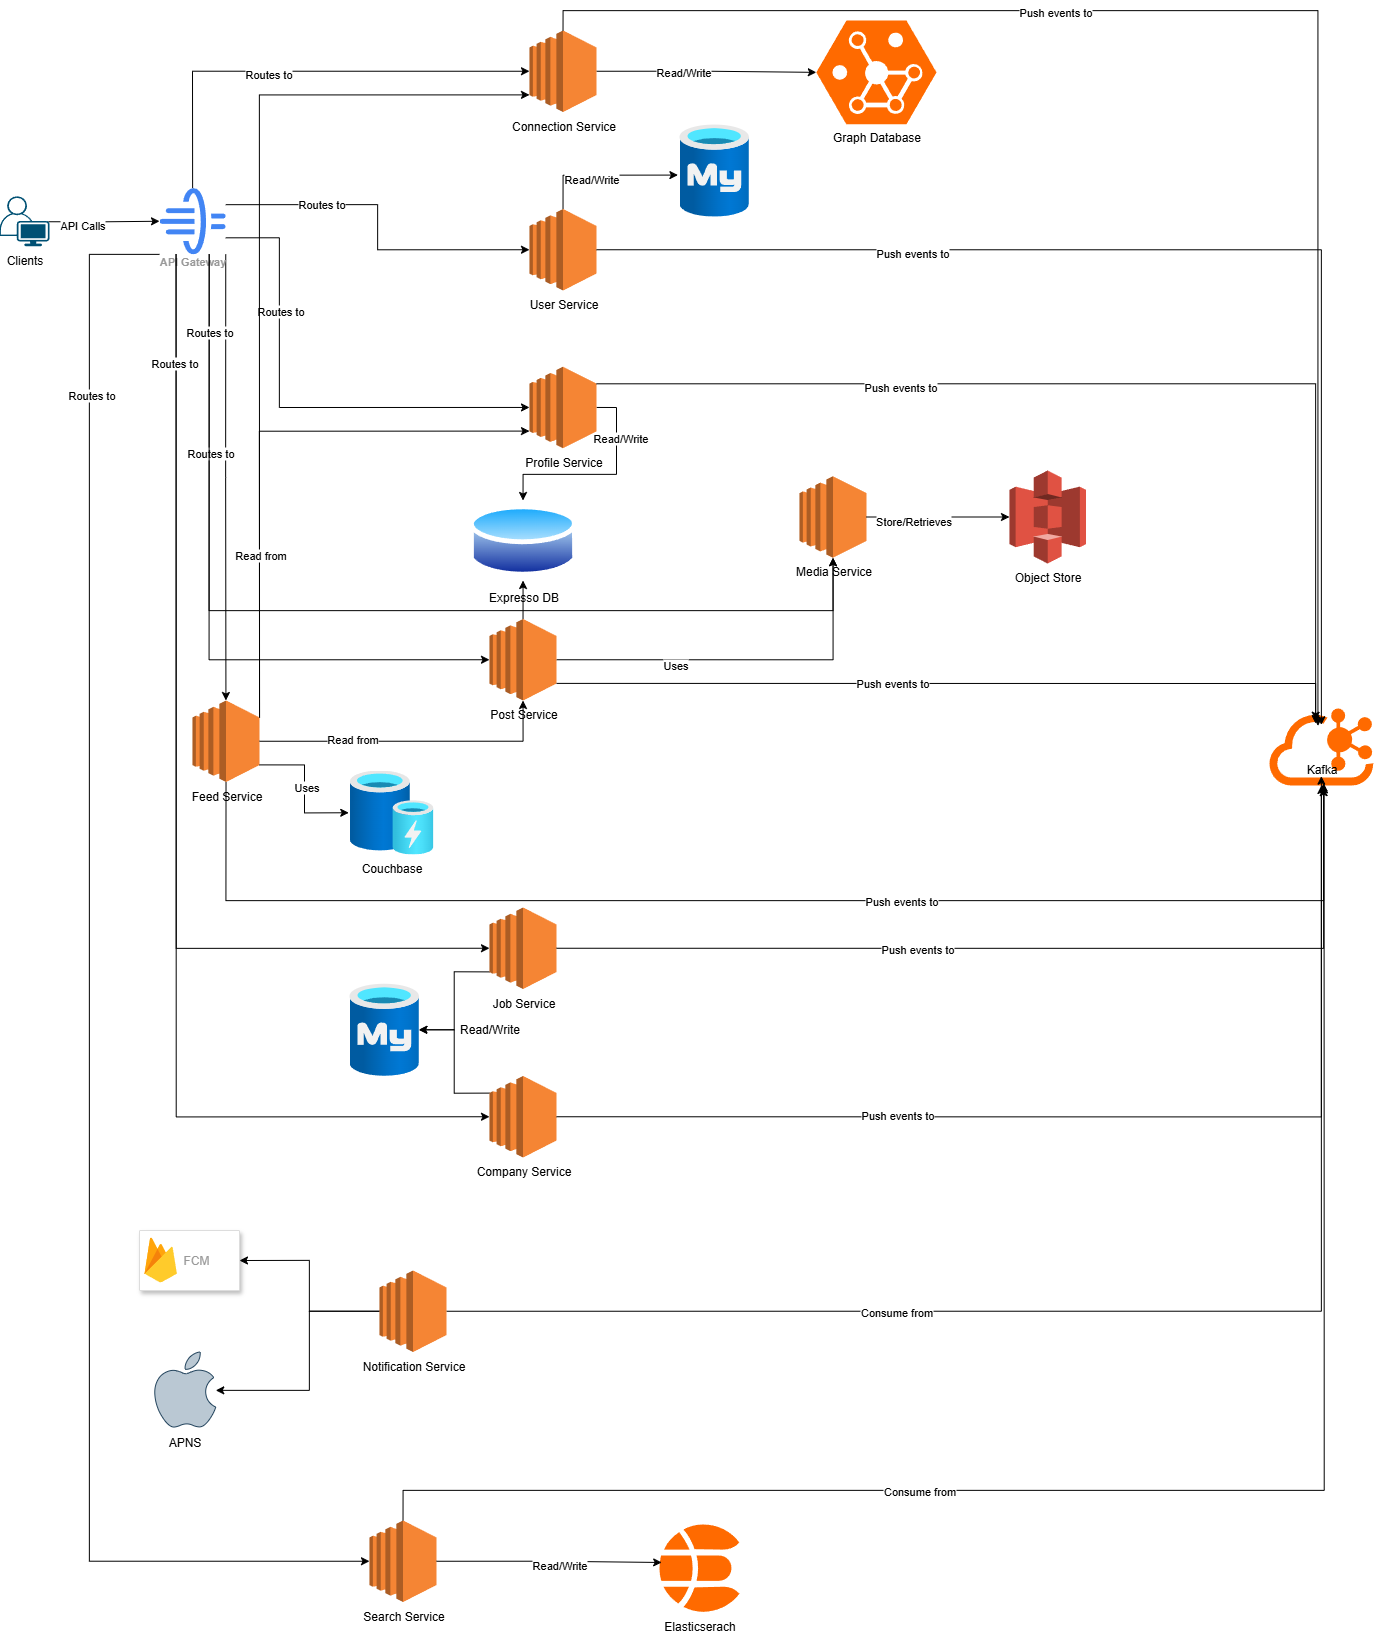 Push events to
Routes to
Read/Write
Connection Service
Graph Database
My
Read/Write
Routes to
API Calls
Clients
API Gateway
Push events to
User Service
Routes to
Routes to
Routes to
Routes to
Push events to
Read/Write
Routes to
Profile Service
Store/Retrieves
Read from
Media Service
Object Store
Expresso DB
Uses
Push events to
Post Service
Read from
Kafka
Uses
Feed Service
Couchbase
Push events to
Push events to
Job Service
Read/Write
My
Push events to
Company Service
FCM
Consume from
Notification Service
APNS
Consume from
Read/Write
Search Service
Elasticserach